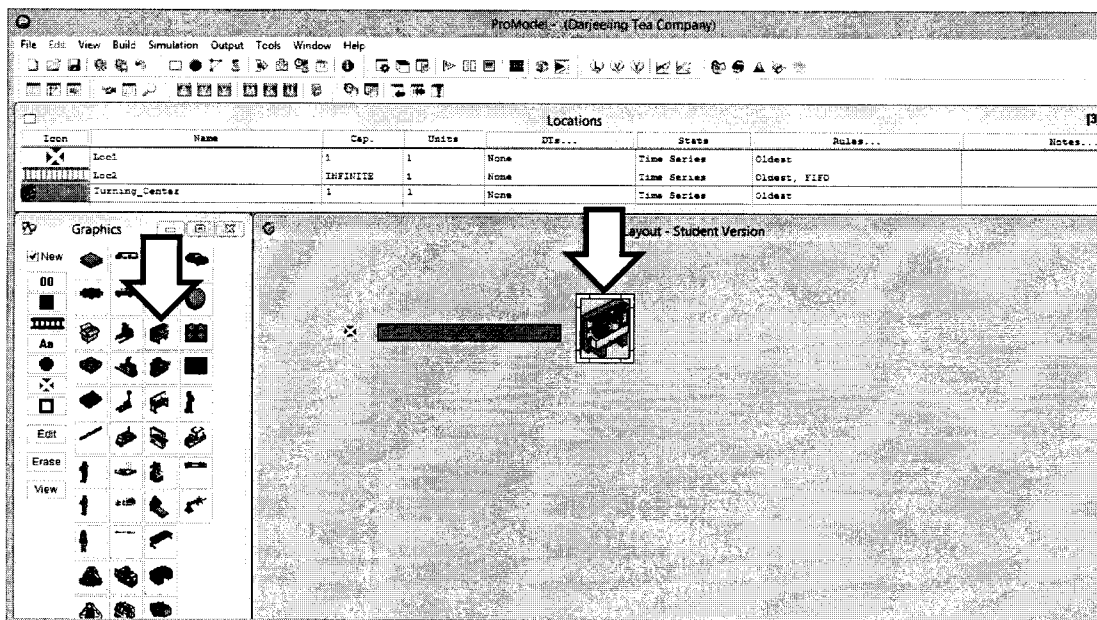 ProModel - (Darjeeling Tea Company)
File Edit View Build Simulation Output Tools Window Help
Locations
Icon Name Cap. Units DTs... Stats Rules... Notes...
Loc1 1 1 None Time Series Oldest
Loc2 INFINITE 1 None Time Series Oldest, FIFO
Turning_Center 1 1 None Time Series Oldest
Graphics
New
00
Aa
Edit
Erase
View
ayout - Student Version